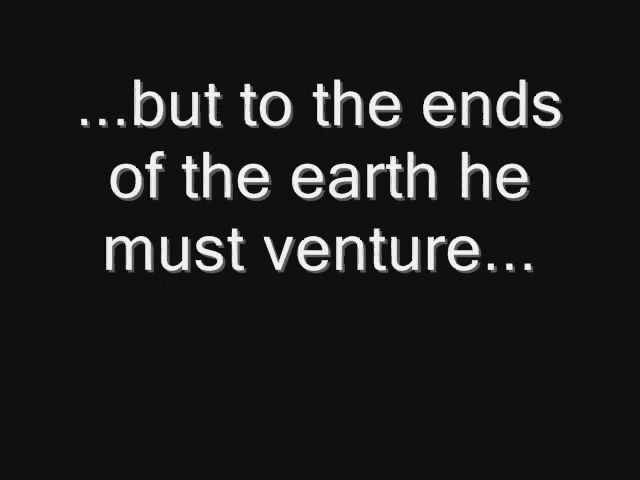 ...but to the ends
of the earth he
must venture...